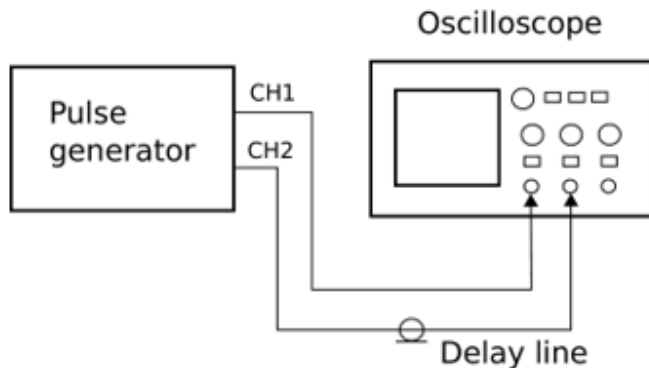 Oscilloscope
Pulse
generator
CH1
CH2
Delay line